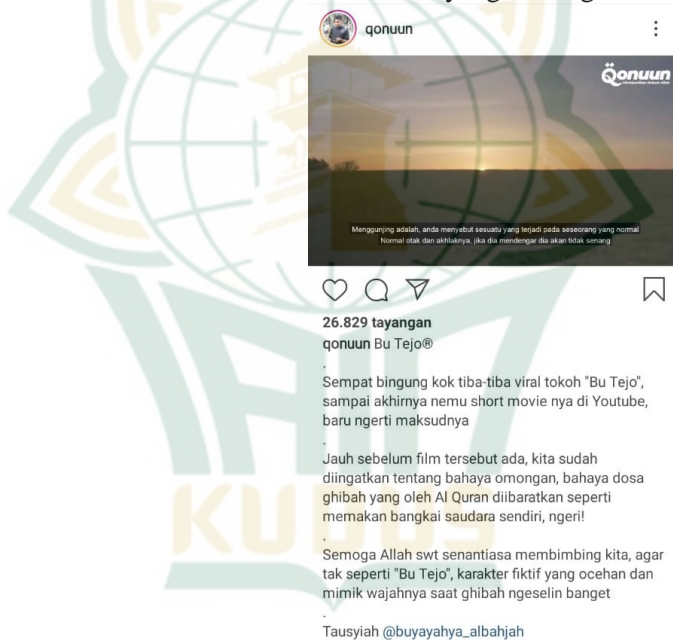 qonuun
Qonuun
Menggunjing adalah, anda menyebut sesuatu yang terjadi pada seseorang yang normal
Normal otak dan akhlaknya, jika dia mendengar dia akan tidak senang
26.829 tayangan
qonuun Bu Tejo®
.
Sempat bingung kok tiba-tiba viral tokoh "Bu Tejo",
sampai akhirnya nemu short movie nya di Youtube,
baru ngerti maksudnya
.
Jauh sebelum film tersebut ada, kita sudah
diingatkan tentang bahaya omongan, bahaya dosa
ghibah yang oleh Al Quran diibaratkan seperti
memakan bangkai saudara sendiri, ngeri!
.
Semoga Allah swt senantiasa membimbing kita, agar
tak seperti "Bu Tejo", karakter fiktif yang ocehan dan
mimik wajahnya saat ghibah ngeselin banget
.
Tausyiah @buyayahya_albahjah
KUDUS